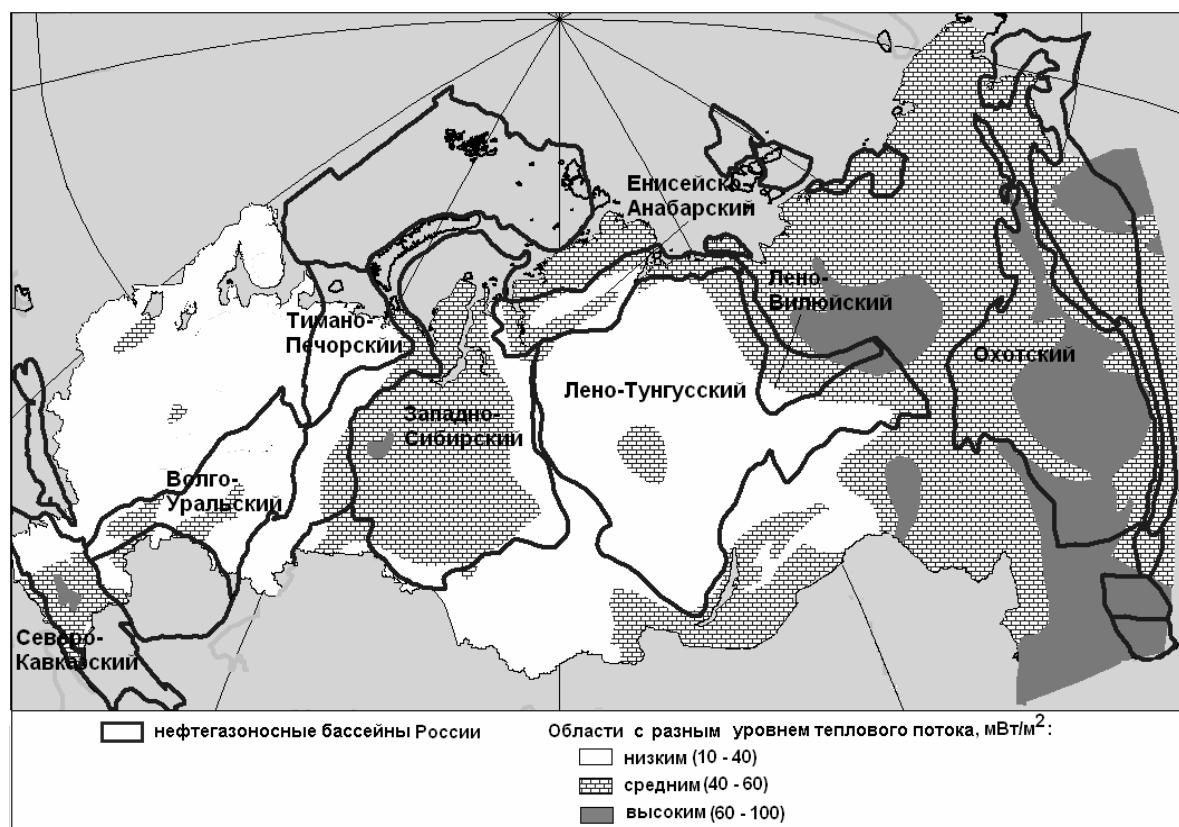 Енисейско-
Анабарский
Лено-
Вилюйский
Тимано-
Печорский
Охотский
Лено-Тунгусский
Западно-
Сибирский
Волго-
Уральский
Северо-
Кавказский
нефтегазоносные бассейны России
Области с разным уровнем теплового потока, мВт/м²:
низким (10 - 40)
средним (40 - 60)
высоким (60 - 100)